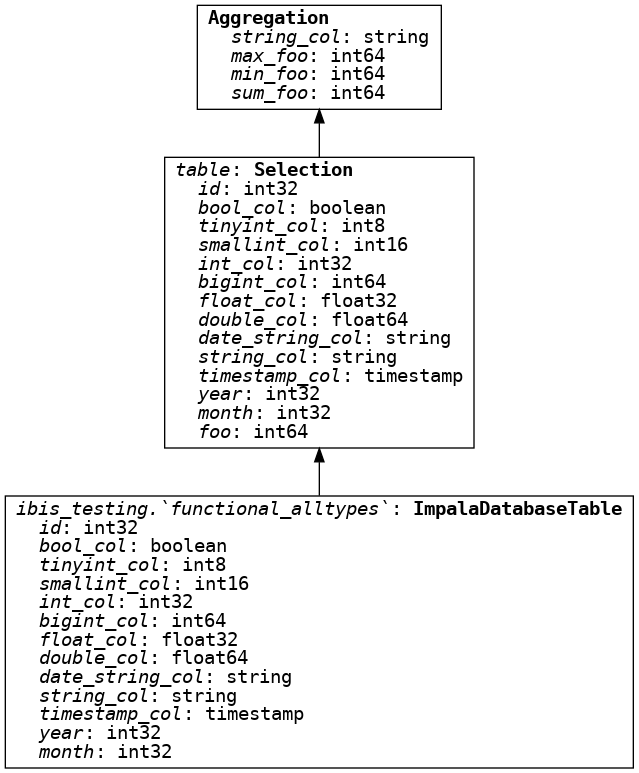 Aggregation
string_col: string
max_foo: int64
min_foo: int64
sum_foo: int64
table: Selection
id: int32
bool_col: boolean
tinyint_col: int8
smallint_col: int16
int_col: int32
bigint_col: int64
float_col: float32
double_col: float64
date_string_col: string
string_col: string
timestamp_col: timestamp
year: int32
month: int32
foo: int64
ibis_testing.`functional_alltypes`: ImpalaDatabaseTable
id: int32
bool_col: boolean
tinyint_col: int8
smallint_col: int16
int_col: int32
bigint_col: int64
float_col: float32
double_col: float64
date_string_col: string
string_col: string
timestamp_col: timestamp
year: int32
month: int32